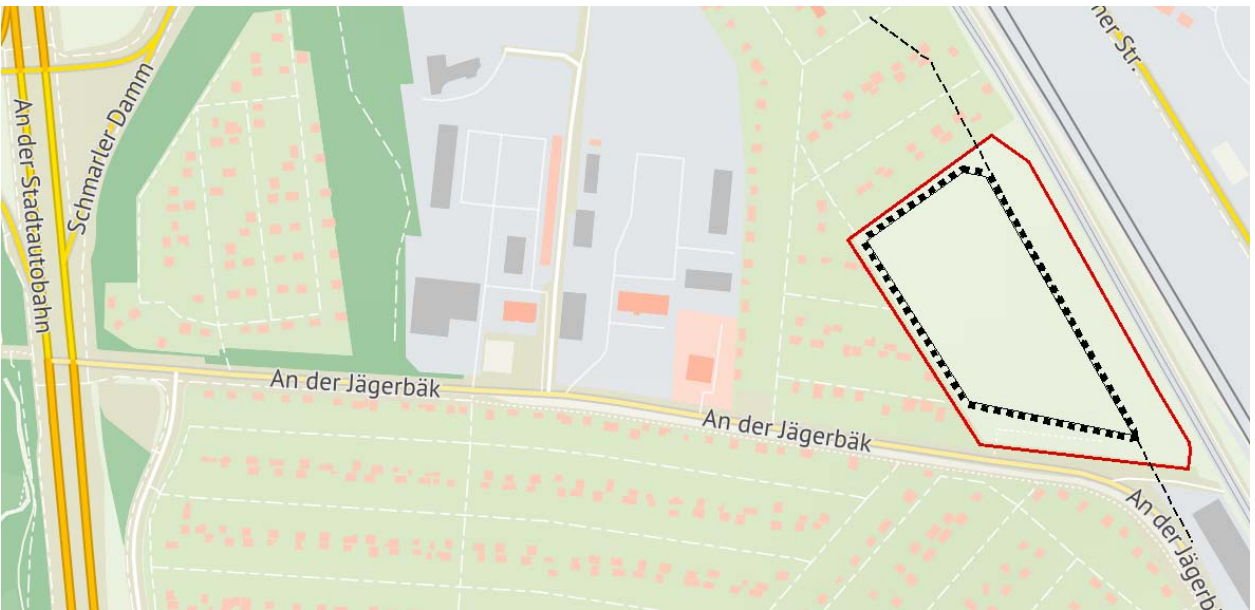 ner Str.
Schmarler Damm
An der Stadtautobahn
An der Jägerbäk
An der Jägerbäk
An der Jägerb